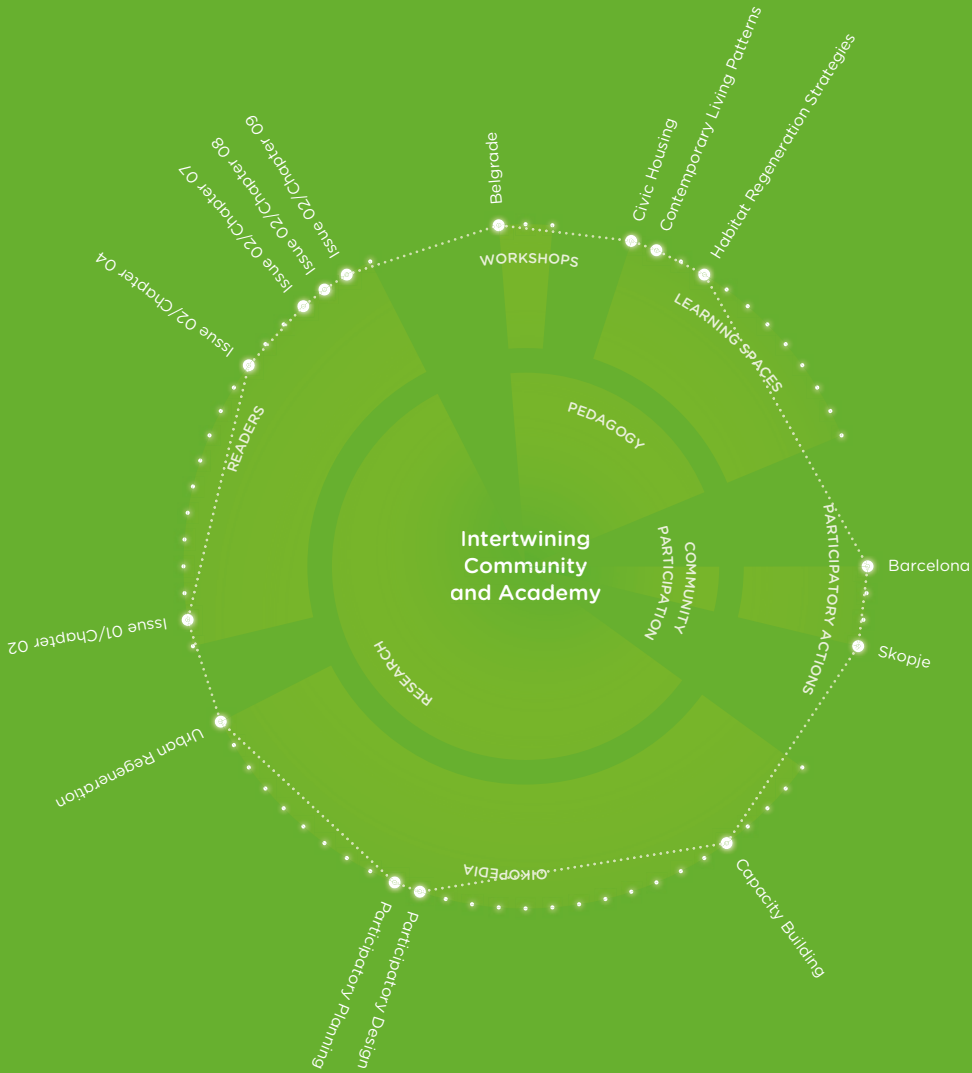 Intertwining
Community
and Academy
PEDAGOGY
WORKSHOPS
Belgrade
LEARNING SPACES
Civic Housing
Contemporary Living Patterns
Habitat Regeneration Strategies
COMMUNITY
PARTICIPATION
PARTICIPATORY ACTIONS
Barcelona
Skopje
RESEARCH
OIKOPEDIA
Capacity Building
Participatory Design
Participatory Planning
Urban Regeneration
READERS
Issue 01/Chapter 02
Issue 02/Chapter 04
Issue 02/Chapter 07
Issue 02/Chapter 08
Issue 02/Chapter 09